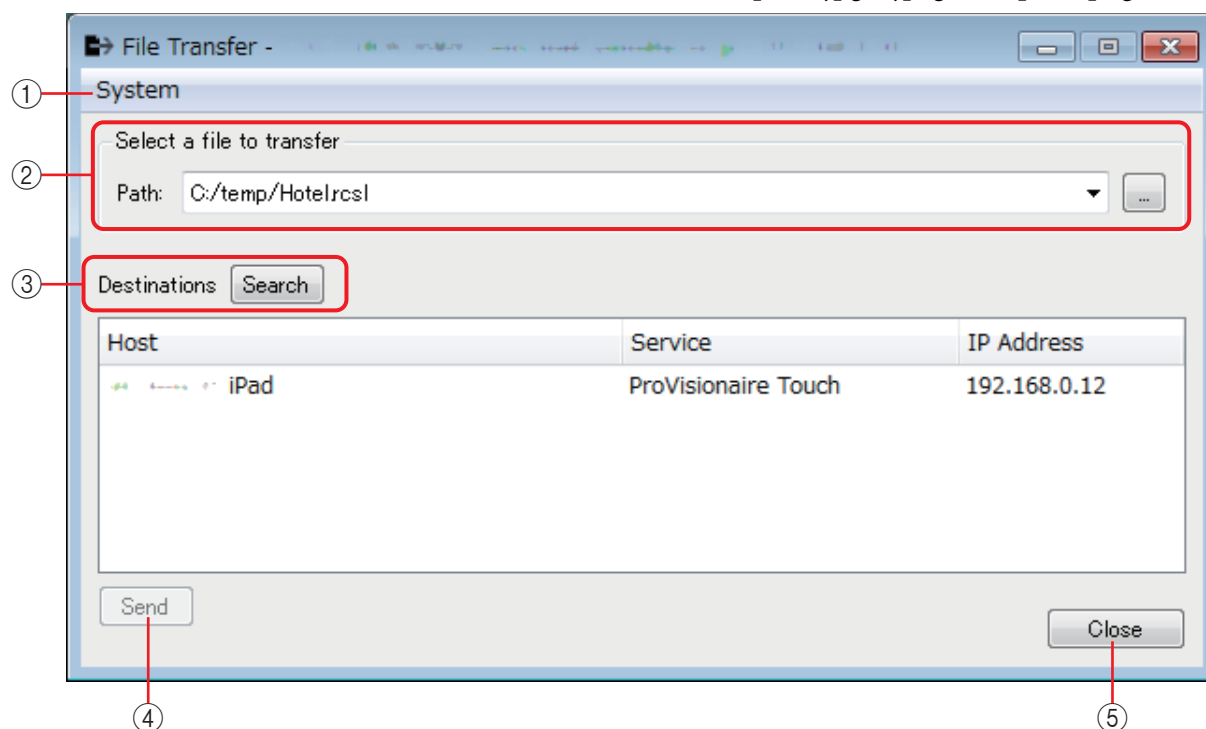 File Transfer -
① System
Select a file to transfer
② Path: C:/temp/Hotel.rcsl ...
③ Destinations Search
Host Service IP Address
iPad ProVisionaire Touch 192.168.0.12
Send
Close
④ ⑤